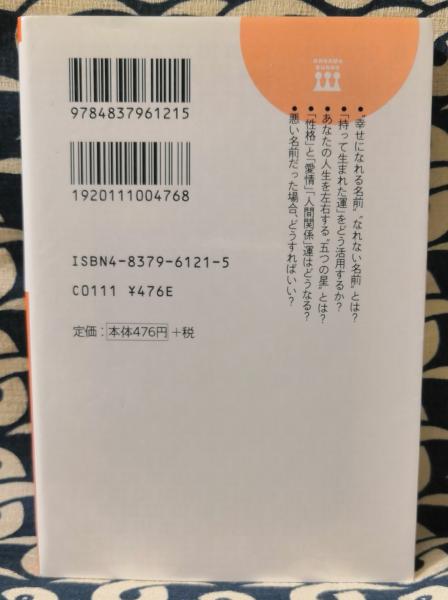 9784837961215
1920111004768
ISBN4-8379-6121-5
C0111 ¥476E
定価：本体476円＋税
●“幸せになれる名前”“なれない名前”とは？
●「持って生まれた運」をどう活用するか？
●あなたの人生を左右する“五つの星”とは？
●「性格」と「愛情」「人間関係」運はどうなる？
●悪い名前だった場合、どうすればいい？